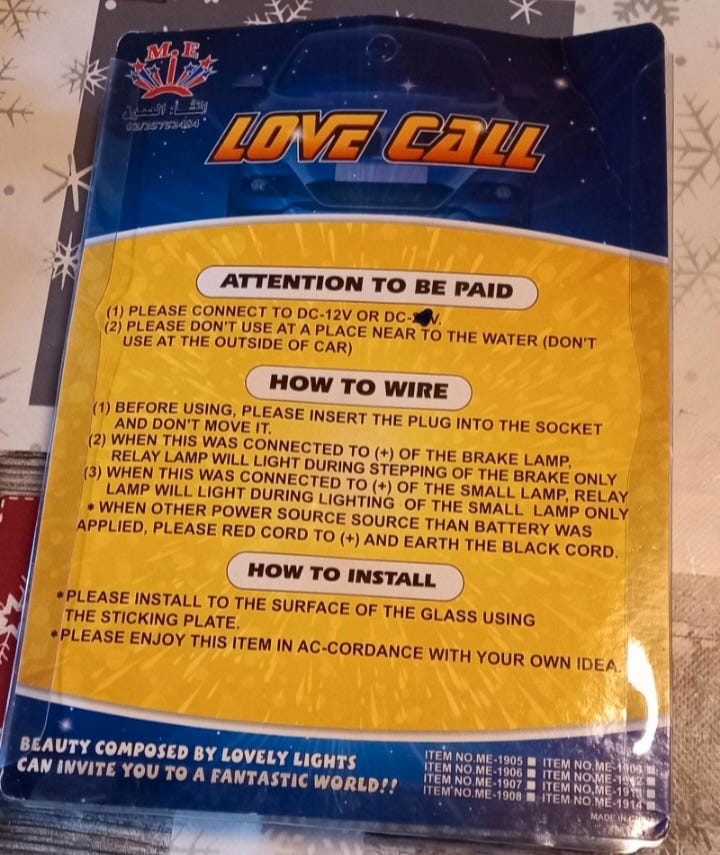 M.E
02/25752434
LOVE CALL
ATTENTION TO BE PAID
(1) PLEASE CONNECT TO DC-12V OR DC- V.
(2) PLEASE DON'T USE AT A PLACE NEAR TO THE WATER (DON'T
USE AT THE OUTSIDE OF CAR)
HOW TO WIRE
(1) BEFORE USING, PLEASE INSERT THE PLUG INTO THE SOCKET
AND DON'T MOVE IT.
(2) WHEN THIS WAS CONNECTED TO (+) OF THE BRAKE LAMP,
RELAY LAMP WILL LIGHT DURING STEPPING OF THE BRAKE ONLY
(3) WHEN THIS WAS CONNECTED TO (+) OF THE SMALL LAMP, RELAY
LAMP WILL LIGHT DURING LIGHTING OF THE SMALL LAMP ONLY
* WHEN OTHER POWER SOURCE SOURCE THAN BATTERY WAS
APPLIED, PLEASE RED CORD TO (+) AND EARTH THE BLACK CORD.
HOW TO INSTALL
*PLEASE INSTALL TO THE SURFACE OF THE GLASS USING
THE STICKING PLATE.
*PLEASE ENJOY THIS ITEM IN AC-CORDANCE WITH YOUR OWN IDEA.
BEAUTY COMPOSED BY LOVELY LIGHTS
CAN INVITE YOU TO A FANTASTIC WORLD!!
ITEM NO.ME-1905
ITEM NO.ME-1906
ITEM NO.ME-1907
ITEM NO.ME-1908
ITEM NO.
ITEM NO.
ITEM NO.
ITEM NO.ME-1914
MADE IN CHINA